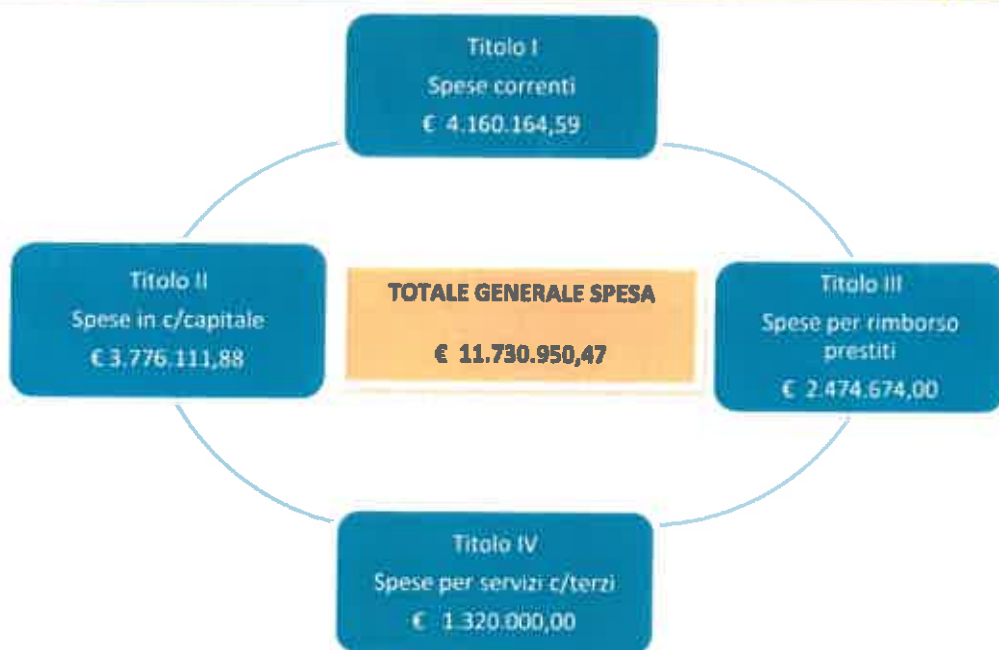 Titolo I
Spese correnti
€ 4.160.164,59
Titolo II
Spese in c/capitale
€ 3.776.111,88
TOTALE GENERALE SPESA
€ 11.730.950,47
Titolo III
Spese per rimborso
prestiti
€ 2.474.674,00
Titolo IV
Spese per servizi c/terzi
€ 1.320.000,00